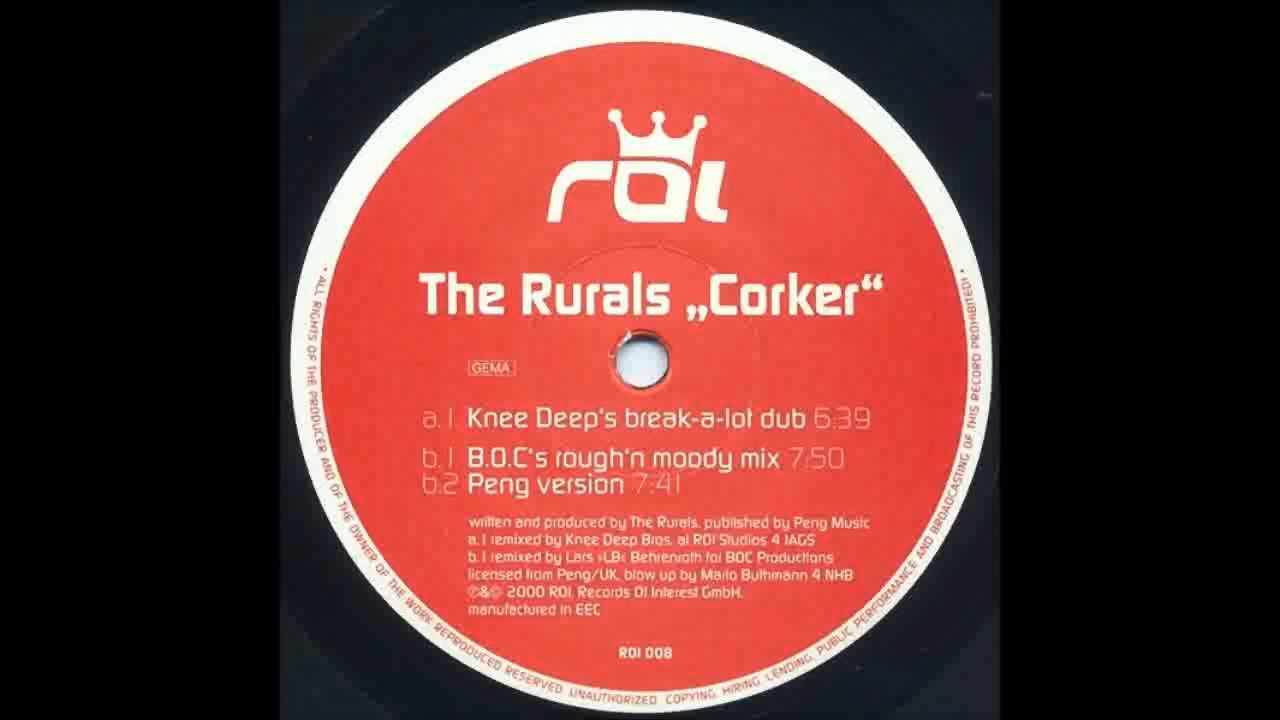 ROI
The Rurals „Corker“
GEMA
a.1 Knee Deep's break-a-lot dub 6:39
b.1 B.O.C's rough'n moody mix 7:50
b.2 Peng version 7:41
written and produced by The Rurals, published by Peng Music
a.1 remixed by Knee Deep Bros. at ROI Studios 4 JAGS
b.1 remixed by Lars ›LB‹ Behrenroth for BOC Productions
licensed from Peng/UK, blow up by Mario Buthmann 4 NHB
℗&© 2000 ROI, Records Of Interest GmbH,
manufactured in EEC
ROI 008
• ALL RIGHTS OF THE PRODUCER AND OF THE OWNER OF THE WORK REPRODUCED RESERVED. UNAUTHORIZED COPYING, HIRING, LENDING, PUBLIC PERFORMANCE AND BROADCASTING OF THIS RECORD PROHIBITED! •